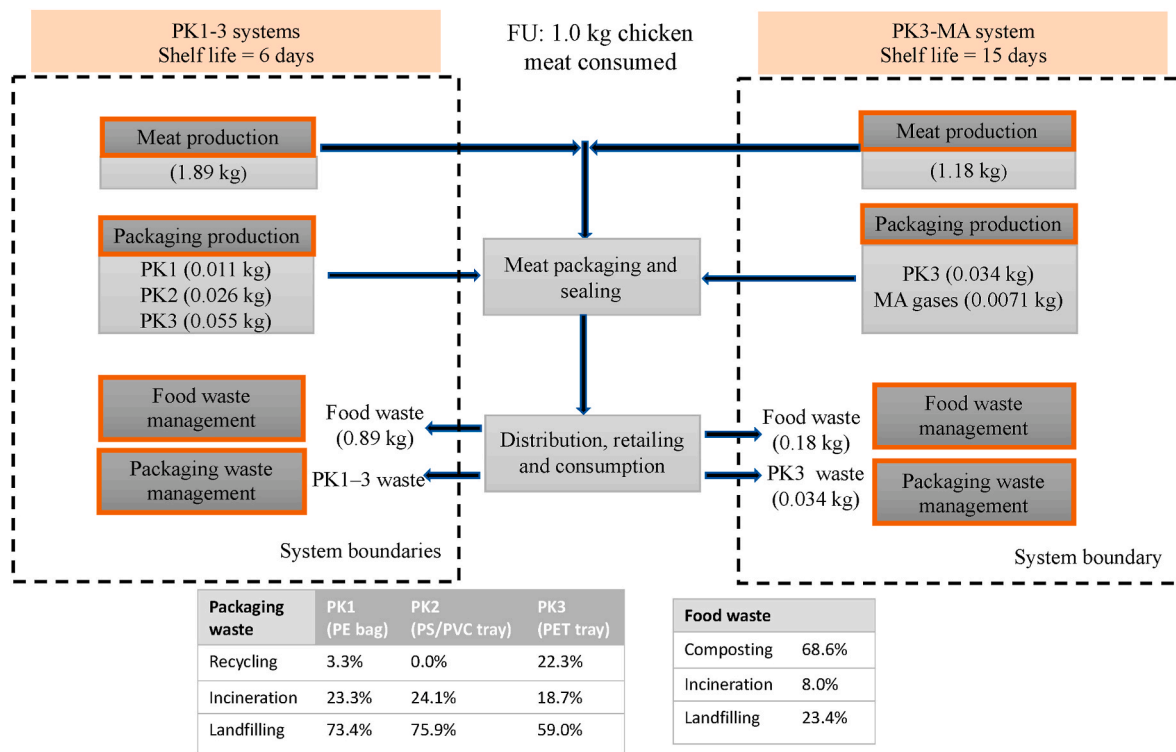 PK1-3 systems
Shelf life = 6 days
FU: 1.0 kg chicken
meat consumed
PK3-MA system
Shelf life = 15 days
Meat production
(1.89 kg)
Meat production
(1.18 kg)
Packaging production
PK1 (0.011 kg)
PK2 (0.026 kg)
PK3 (0.055 kg)
Meat packaging and
sealing
Packaging production
PK3 (0.034 kg)
MA gases (0.0071 kg)
Food waste
management
Food waste
(0.89 kg)
Distribution, retailing
and consumption
Food waste
(0.18 kg)
Food waste
management
Packaging waste
management
PK1–3 waste
PK3 waste
(0.034 kg)
Packaging waste
management
System boundaries
System boundary
Packaging PK1 PK2 PK3
waste (PE bag) (PS/PVC tray) (PET tray)
Recycling 3.3% 0.0% 22.3%
Incineration 23.3% 24.1% 18.7%
Landfilling 73.4% 75.9% 59.0%
Food waste
Composting 68.6%
Incineration 8.0%
Landfilling 23.4%